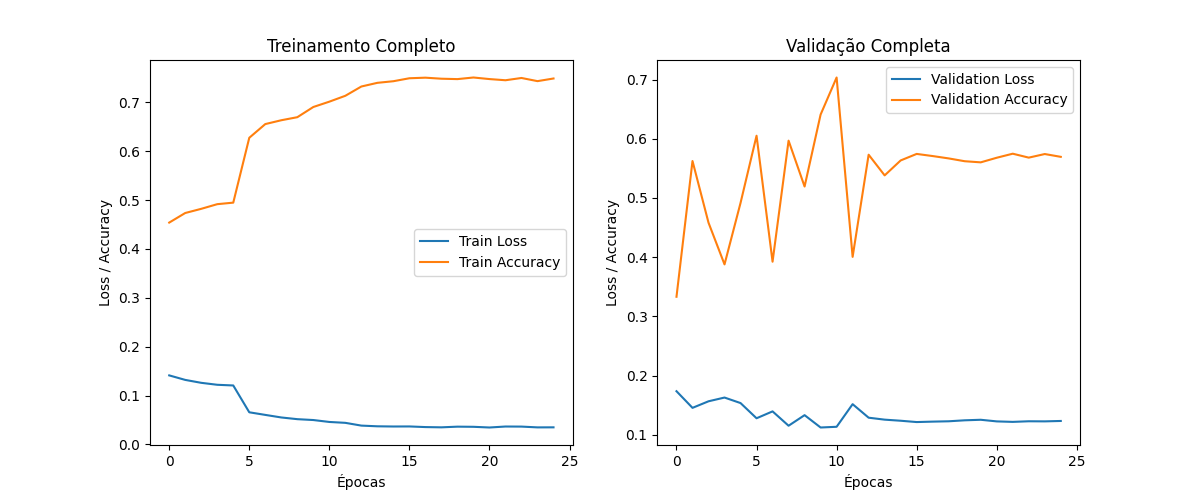 Treinamento Completo
Loss / Accuracy
0.7
0.6
0.5
0.4
0.3
0.2
0.1
0.0
Train Loss
Train Accuracy
0 5 10 15 20 25
Épocas
Validação Completa
Loss / Accuracy
0.7
0.6
0.5
0.4
0.3
0.2
0.1
Validation Loss
Validation Accuracy
0 5 10 15 20 25
Épocas